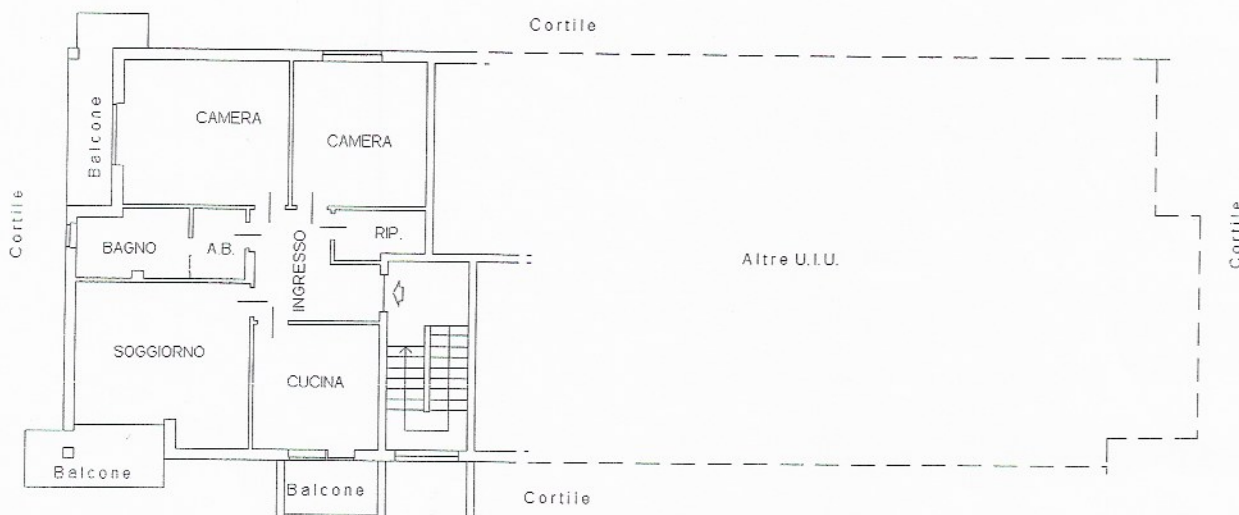 Cortile
Balcone
CAMERA
CAMERA
Cortile
BAGNO
A.B.
INGRESSO
RIP.
Altre U.I.U.
Cortile
SOGGIORNO
CUCINA
Balcone
Balcone
Cortile